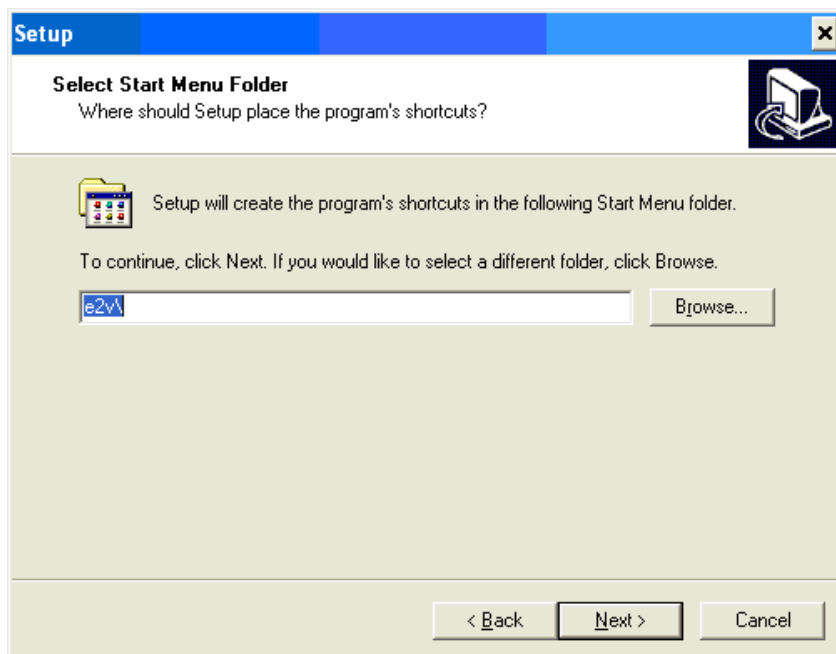 Setup
Select Start Menu Folder
Where should Setup place the program's shortcuts?
Setup will create the program's shortcuts in the following Start Menu folder.
To continue, click Next. If you would like to select a different folder, click Browse.
e2v\
Browse...
< Back
Next >
Cancel